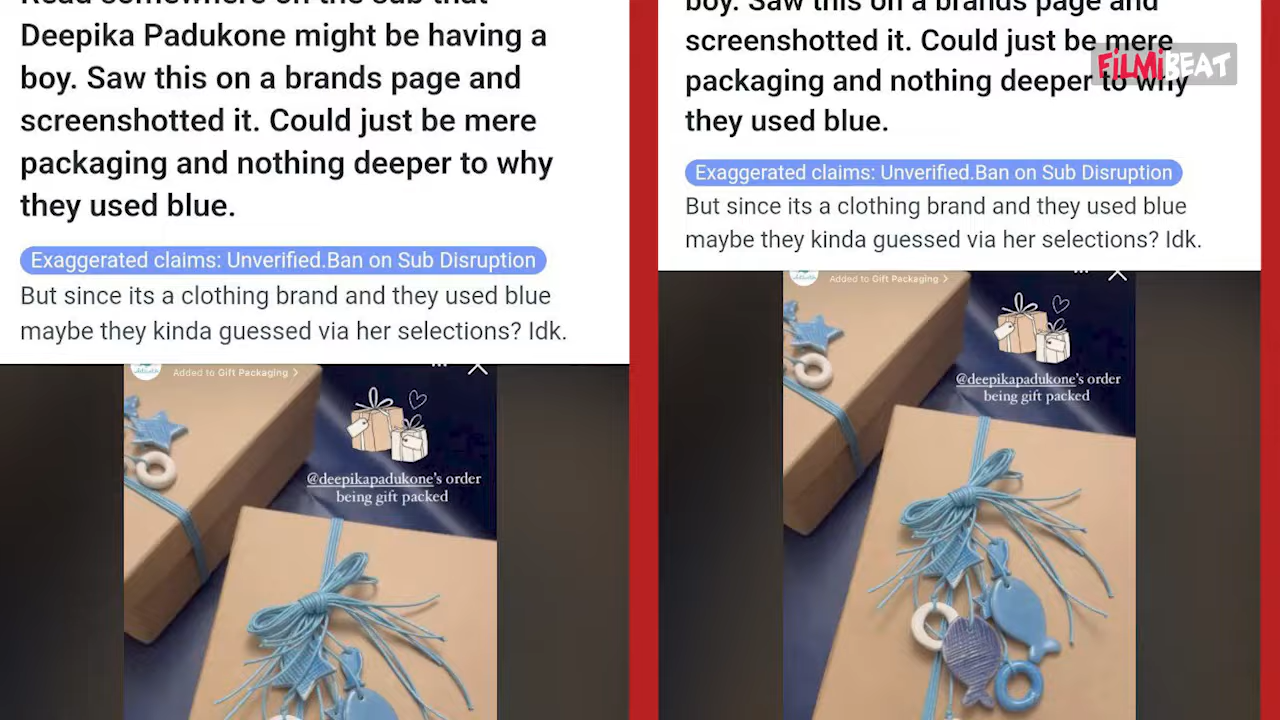 Deepika Padukone might be having a
boy. Saw this on a brands page and
screenshotted it. Could just be mere
packaging and nothing deeper to why
they used blue.
Exaggerated claims: Unverified.Ban on Sub Disruption
But since its a clothing brand and they used blue
maybe they kinda guessed via her selections? Idk.
Added to Gift Packaging >
@deepikapadukone's order
being gift packed
boy. Saw this on a brands page and
screenshotted it. Could just be mere
packaging and nothing deeper to why
they used blue.
Exaggerated claims: Unverified.Ban on Sub Disruption
But since its a clothing brand and they used blue
maybe they kinda guessed via her selections? Idk.
Added to Gift Packaging >
@deepikapadukone's order
being gift packed
FiLMiBEAT